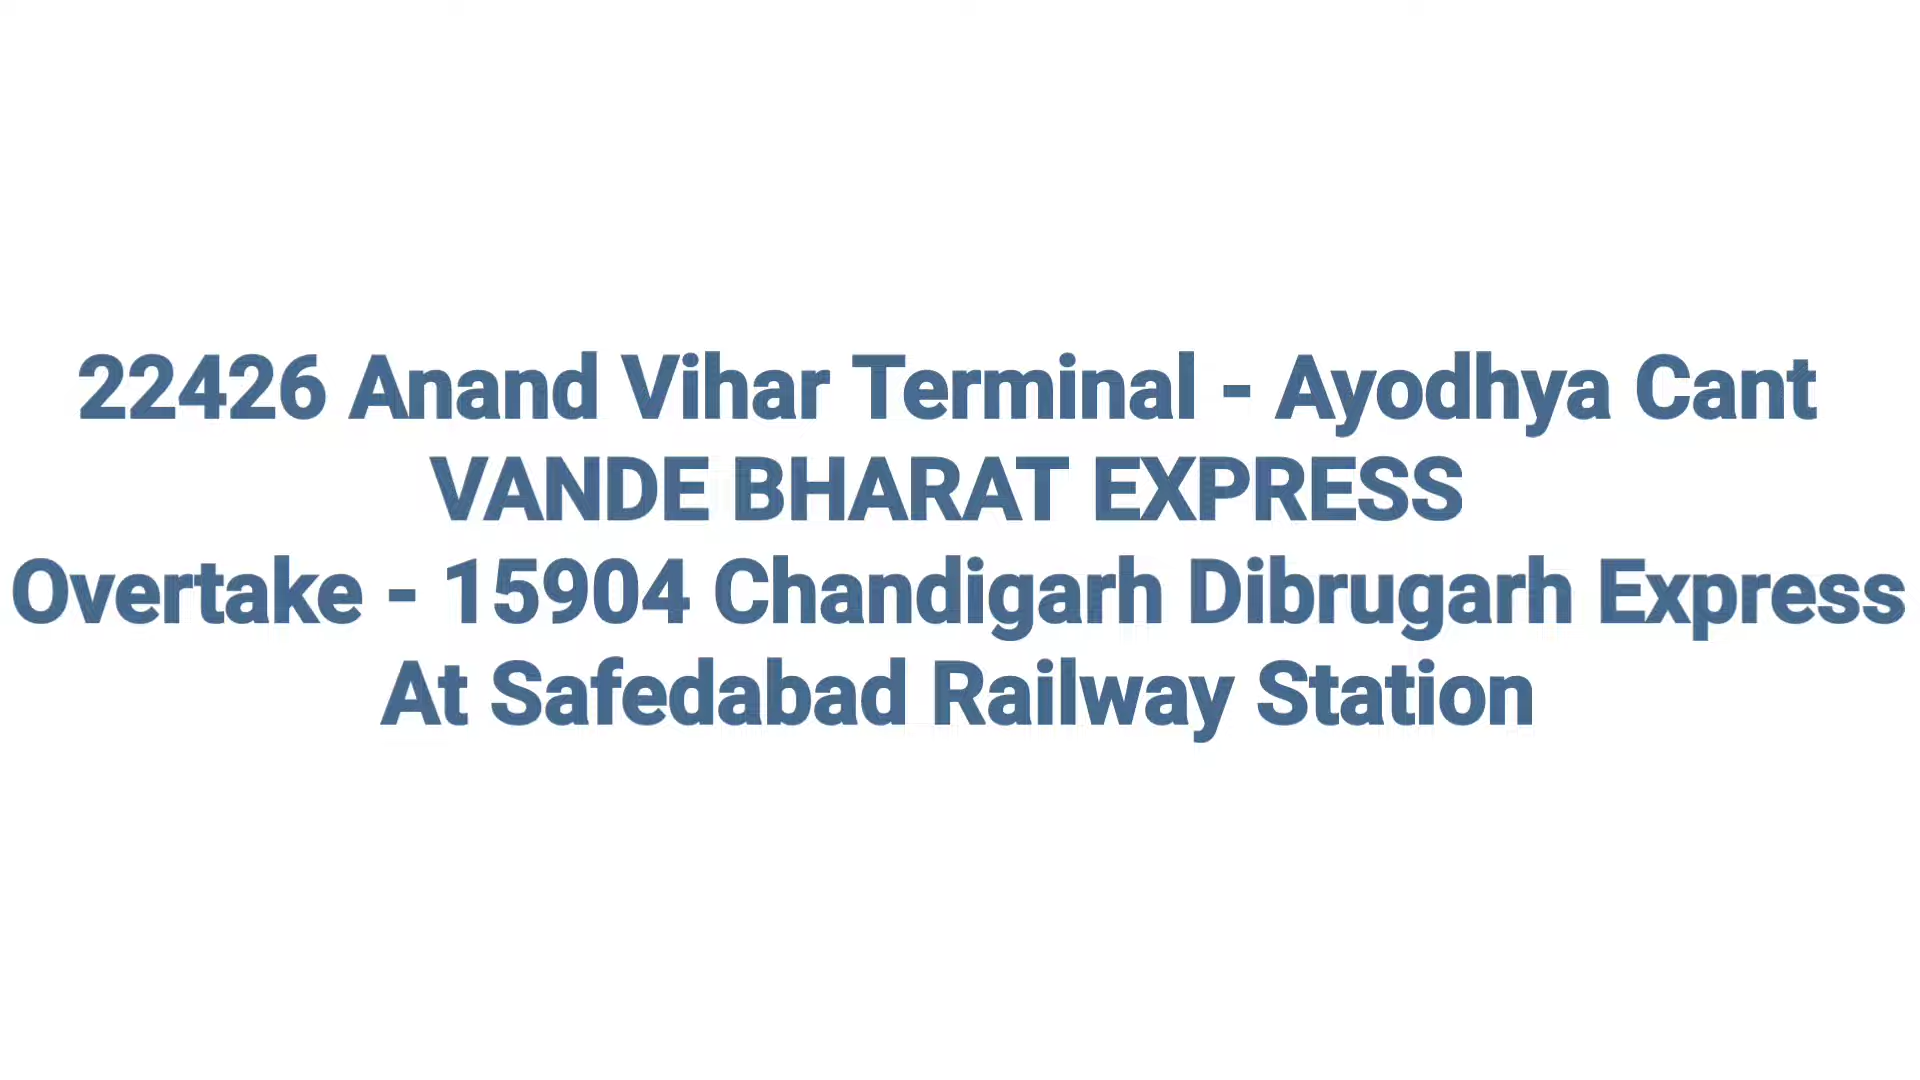 22426 Anand Vihar Terminal - Ayodhya Cant
VANDE BHARAT EXPRESS
Overtake - 15904 Chandigarh Dibrugarh Express
At Safedabad Railway Station